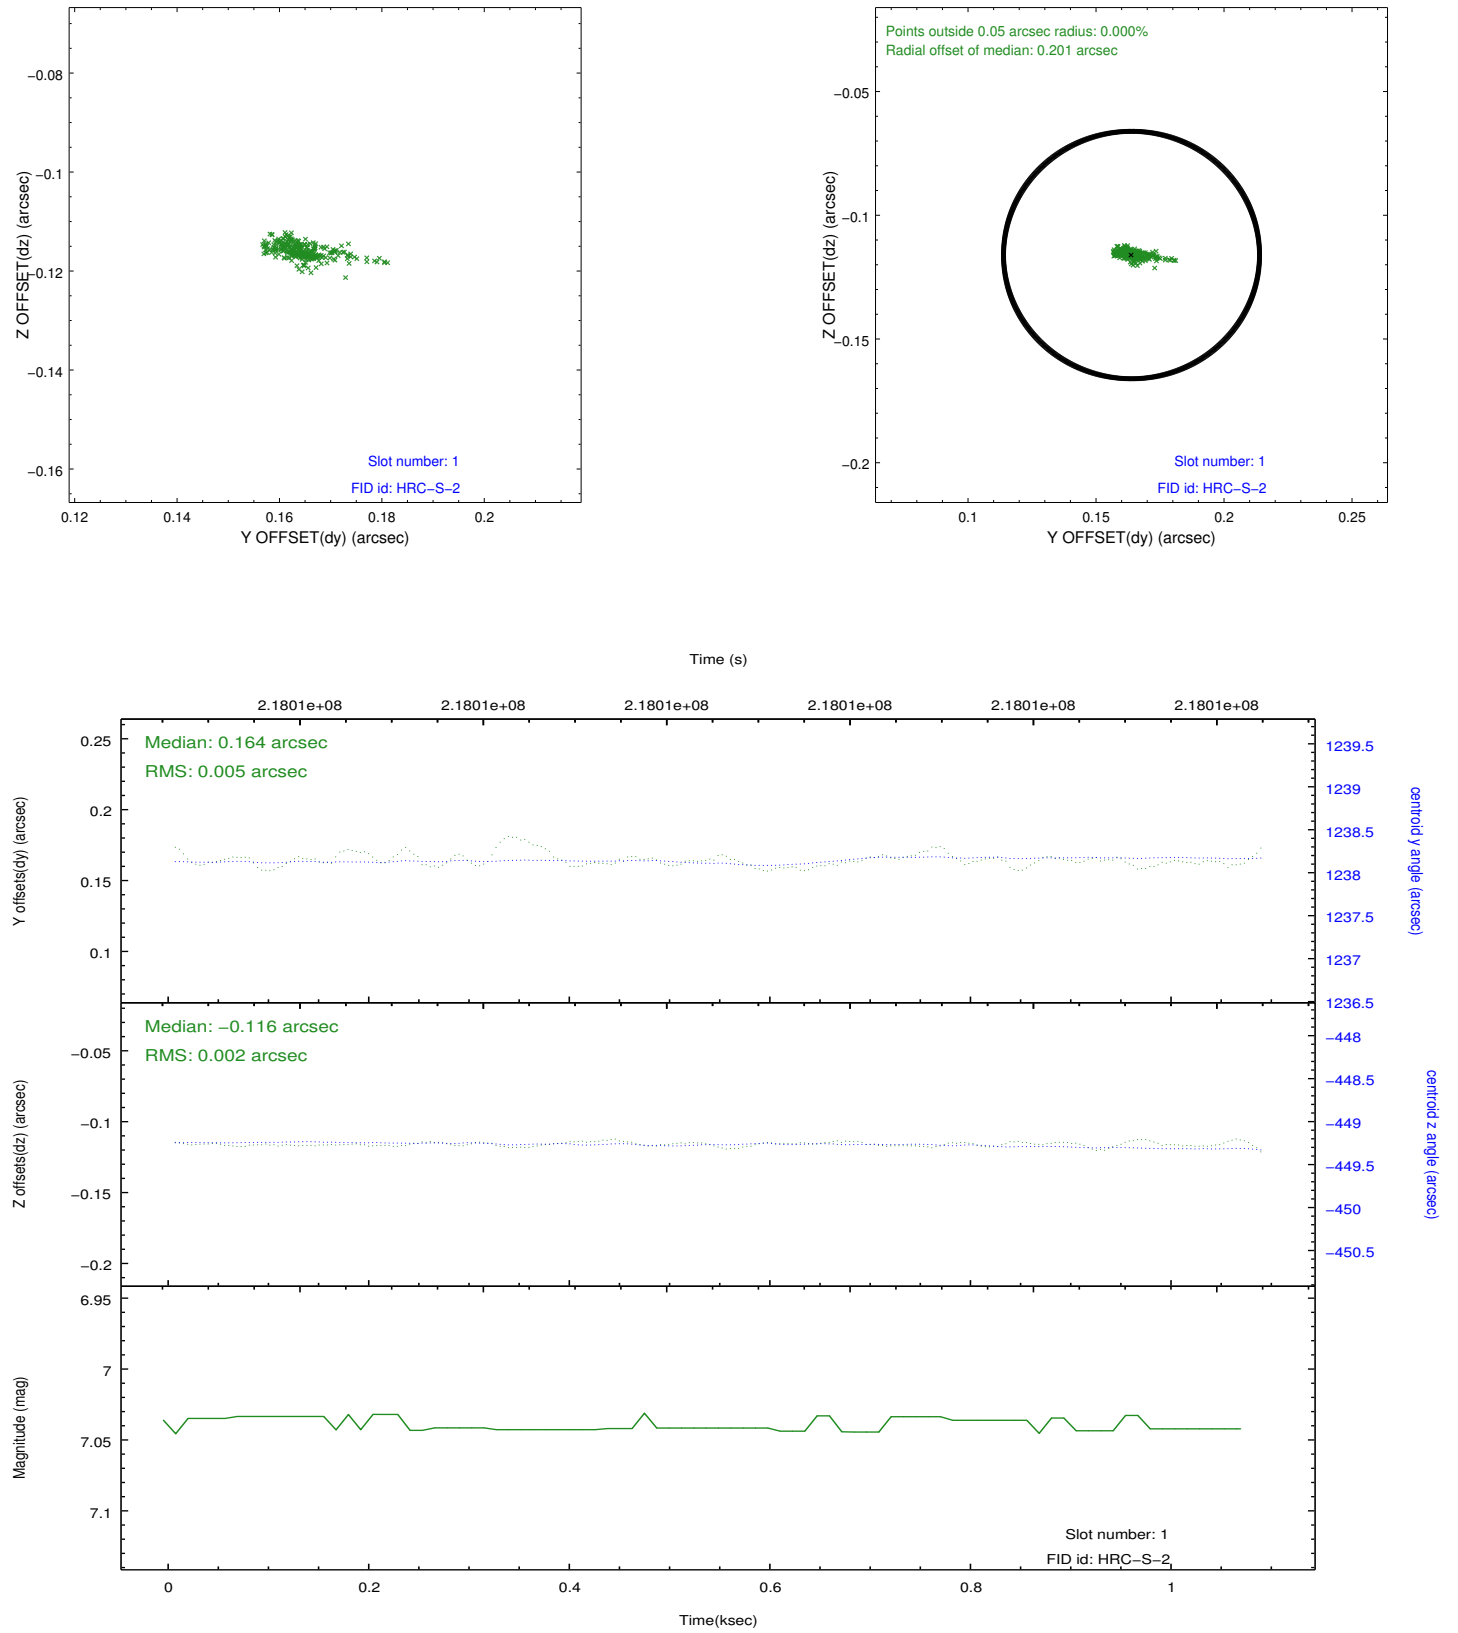 −0.08
−0.1
−0.12
−0.14
−0.16
Z OFFSET(dz) (arcsec)
Slot number: 1
FID id: HRC−S−2
0.12 0.14 0.16 0.18 0.2
Y OFFSET(dy) (arcsec)
Points outside 0.05 arcsec radius: 0.000%
Radial offset of median: 0.201 arcsec
−0.05
−0.1
−0.15
−0.2
Z OFFSET(dz) (arcsec)
Slot number: 1
FID id: HRC−S−2
0.1 0.15 0.2 0.25
Y OFFSET(dy) (arcsec)
Time (s)
2.1801e+08 2.1801e+08 2.1801e+08 2.1801e+08 2.1801e+08 2.1801e+08
Median: 0.164 arcsec
RMS: 0.005 arcsec
0.25
0.2
0.15
0.1
Y offsets(dy) (arcsec)
1239.5
1239
1238.5
1238
1237.5
1237
1236.5
centroid y angle (arcsec)
Median: −0.116 arcsec
RMS: 0.002 arcsec
−0.05
−0.1
−0.15
−0.2
Z offsets(dz) (arcsec)
−448
−448.5
−449
−449.5
−450
−450.5
centroid z angle (arcsec)
6.95
7
7.05
7.1
Magnitude (mag)
Slot number: 1
FID id: HRC−S−2
0 0.2 0.4 0.6 0.8 1
Time(ksec)